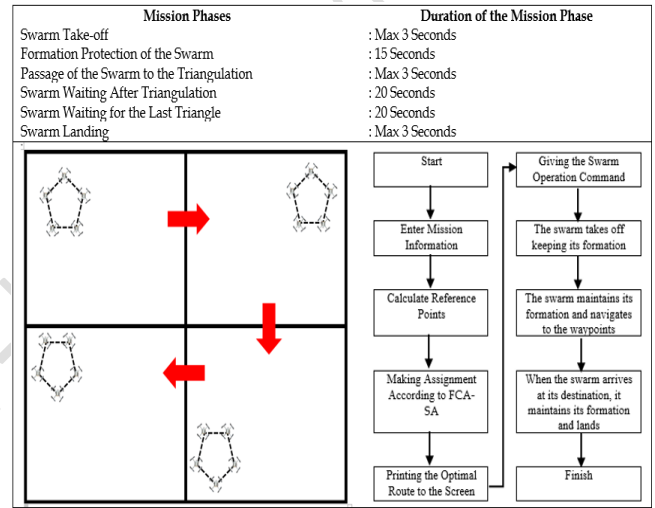 Mission Phases
Duration of the Mission Phase
Swarm Take-off : Max 3 Seconds
Formation Protection of the Swarm : 15 Seconds
Passage of the Swarm to the Triangulation : Max 3 Seconds
Swarm Waiting After Triangulation : 20 Seconds
Swarm Waiting for the Last Triangle : 20 Seconds
Swarm Landing : Max 3 Seconds
Start
Enter Mission
Information
Calculate Reference
Points
Making Assignment
According to FCA-
SA
Printing the Optimal
Route to the Screen
Giving the Swarm
Operation Command
The swarm takes off
keeping its formation
The swarm maintains its
formation and navigates
to the waypoints
When the swarm arrives
at its destination, it
maintains its formation
and lands
Finish